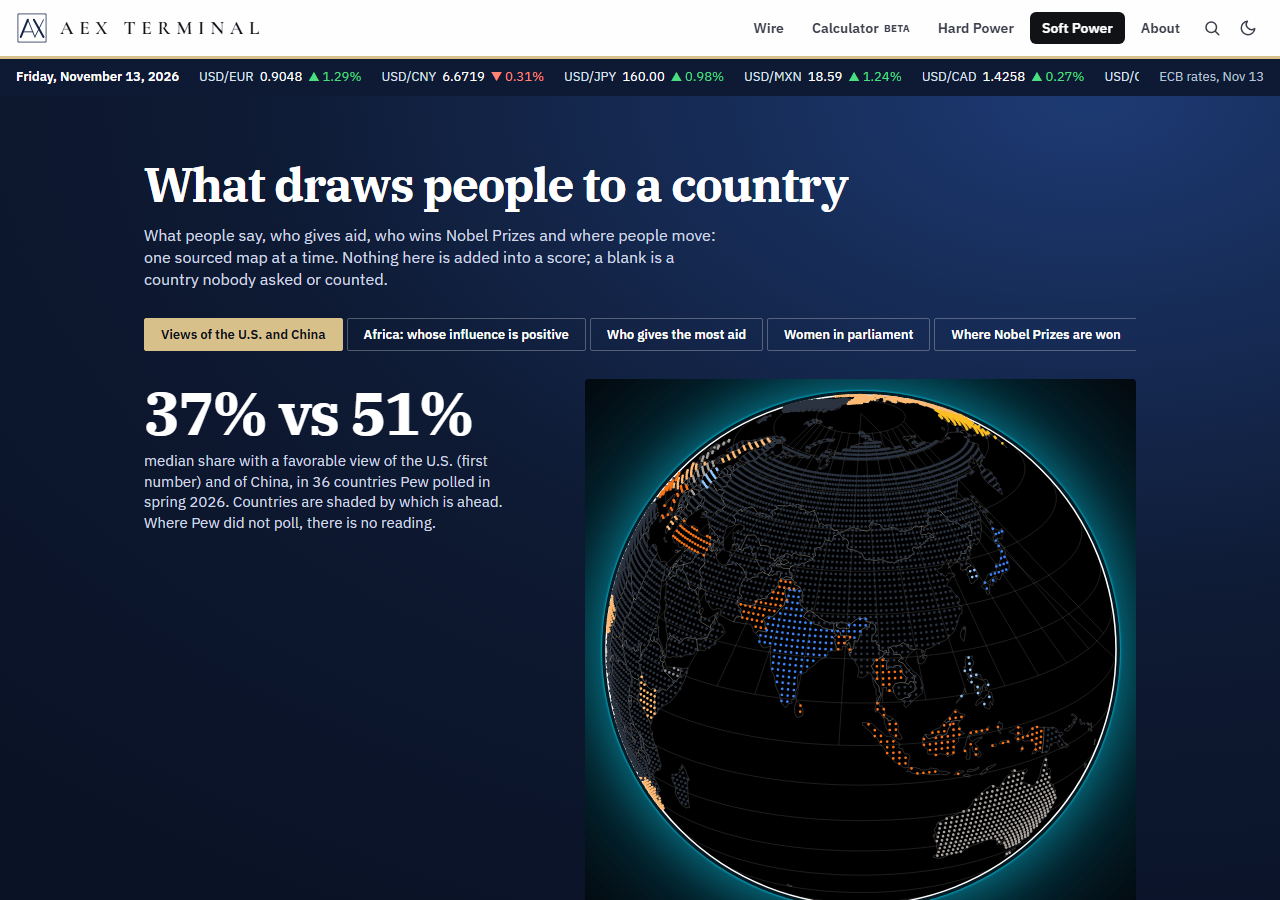 AX AEX TERMINAL
Wire Calculator BETA Hard Power Soft Power About
Friday, November 13, 2026 USD/EUR 0.9048 ▲1.29% USD/CNY 6.6719 ▼0.31% USD/JPY 160.00 ▲0.98% USD/MXN 18.59 ▲1.24% USD/CAD 1.4258 ▲0.27% ECB rates, Nov 13
What draws people to a country
What people say, who gives aid, who wins Nobel Prizes and where people move:
one sourced map at a time. Nothing here is added into a score; a blank is a
country nobody asked or counted.
Views of the U.S. and China Africa: whose influence is positive Who gives the most aid Women in parliament Where Nobel Prizes are won
37% vs 51%
median share with a favorable view of the U.S. (first
number) and of China, in 36 countries Pew polled in
spring 2026. Countries are shaded by which is ahead.
Where Pew did not poll, there is no reading.